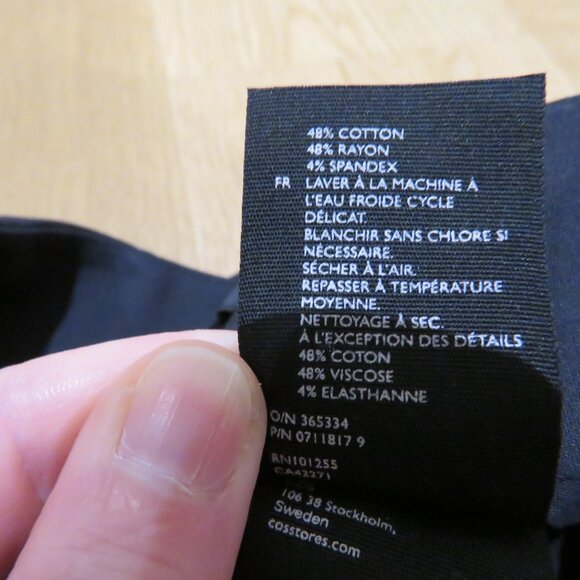 48% COTTON
48% RAYON
4% SPANDEX
FR LAVER À LA MACHINE À
L'EAU FROIDE CYCLE
DÉLICAT.
BLANCHIR SANS CHLORE SI
NÉCESSAIRE.
SÉCHER À L'AIR.
REPASSER À TEMPÉRATURE
MOYENNE.
NETTOYAGE À SEC.
À L'EXCEPTION DES DÉTAILS
48% COTON
48% VISCOSE
4% ELASTHANNE
O/N 365334
P/N 0711817 9
RN101255
CA42271
106 38 Stockholm,
Sweden
cosstores.com